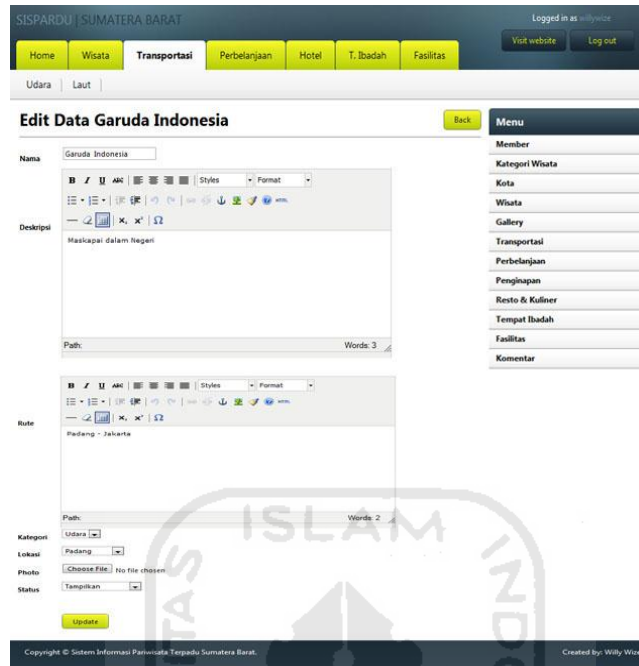 SISPARDU | SUMATERA BARAT
Logged in as willywize
Visit website Log out
Home Wisata Transportasi Perbelanjaan Hotel T. Ibadah Fasilitas
Udara Laut
Edit Data Garuda Indonesia
Back
Menu
Member
Kategori Wisata
Kota
Wisata
Gallery
Transportasi
Perbelanjaan
Penginapan
Resto & Kuliner
Tempat Ibadah
Fasilitas
Komentar
Nama Garuda Indonesia
B I U ABC Styles Format
HTML
Deskripsi
Maskapai dalam Negeri
Path: Words: 3
B I U ABC Styles Format
HTML
Rute
Padang - Jakarta
Path: Words: 2
Kategori Udara
Lokasi Padang
Photo Choose File No file chosen
Status Tampilkan
Update
ISLAM
Copyright © Sistem Informasi Pariwisata Terpadu Sumatera Barat.
Created by: Willy Wize